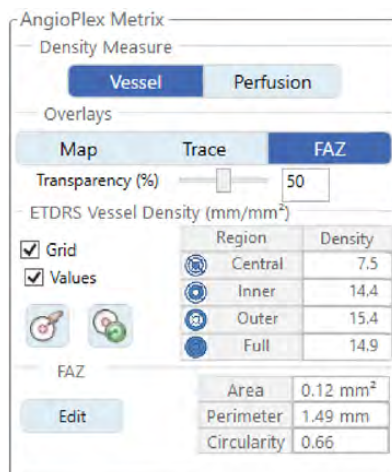 AngioPlex Metrix
Density Measure
Vessel Perfusion
Overlays
Map Trace FAZ
Transparency (%) 50
ETDRS Vessel Density (mm/mm²)
Grid
Values
Region Density
Central 7.5
Inner 14.4
Outer 15.4
Full 14.9
FAZ
Edit
Area 0.12 mm²
Perimeter 1.49 mm
Circularity 0.66